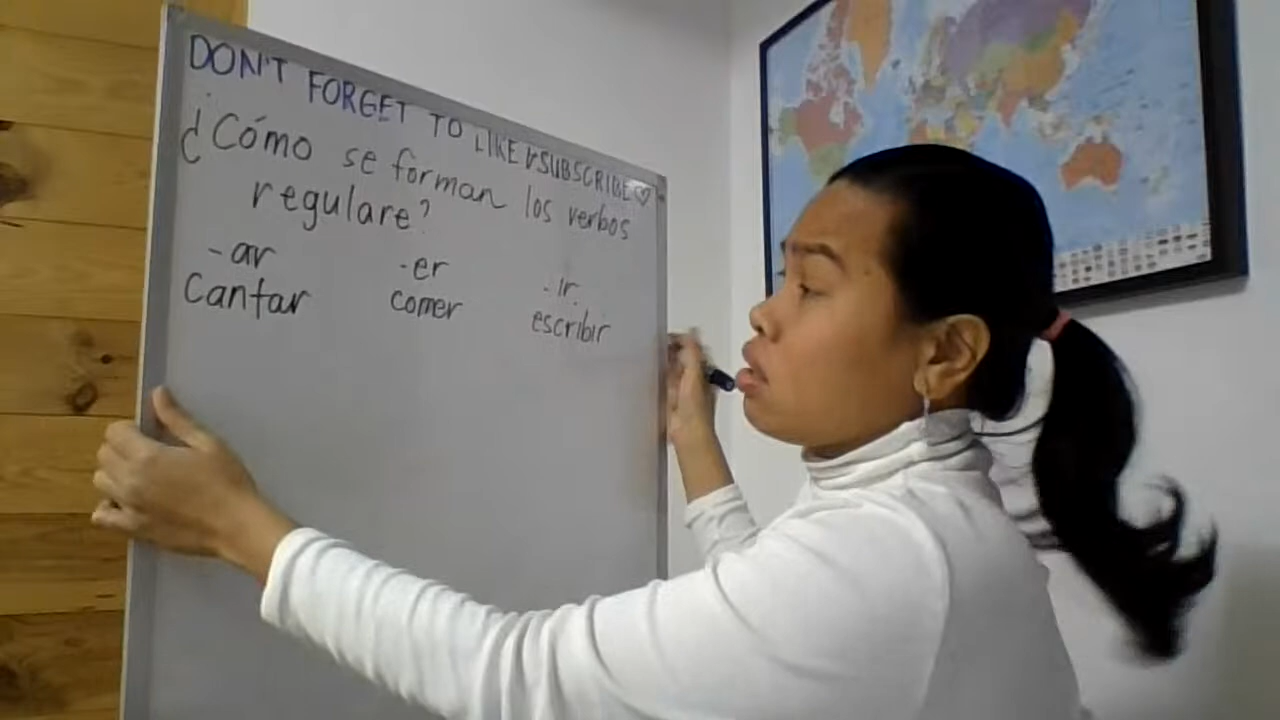 DON'T FORGET TO LIKE & SUBSCRIBE ♡
¿Cómo se forman los verbos
regulare?
-ar -er -ir
Cantar comer escribir